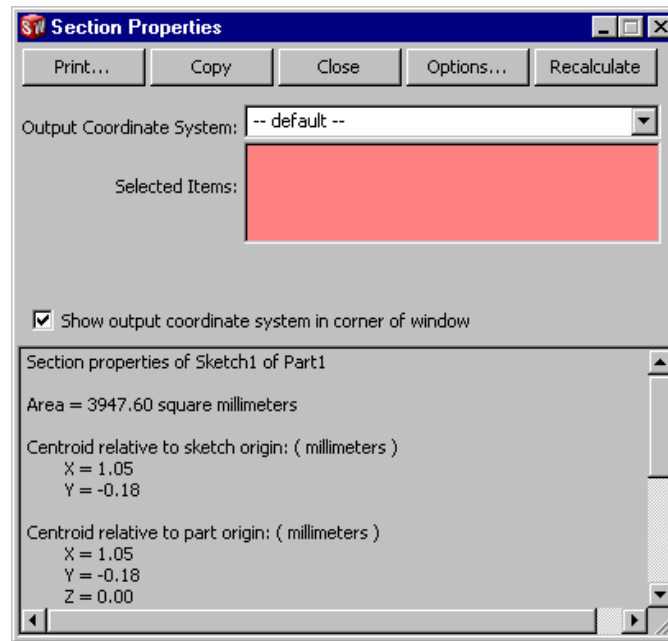 SW Section Properties
Print... Copy Close Options... Recalculate
Output Coordinate System: -- default --
Selected Items:
Show output coordinate system in corner of window
Section properties of Sketch1 of Part1
Area = 3947.60 square millimeters
Centroid relative to sketch origin: ( millimeters )
X = 1.05
Y = -0.18
Centroid relative to part origin: ( millimeters )
X = 1.05
Y = -0.18
Z = 0.00